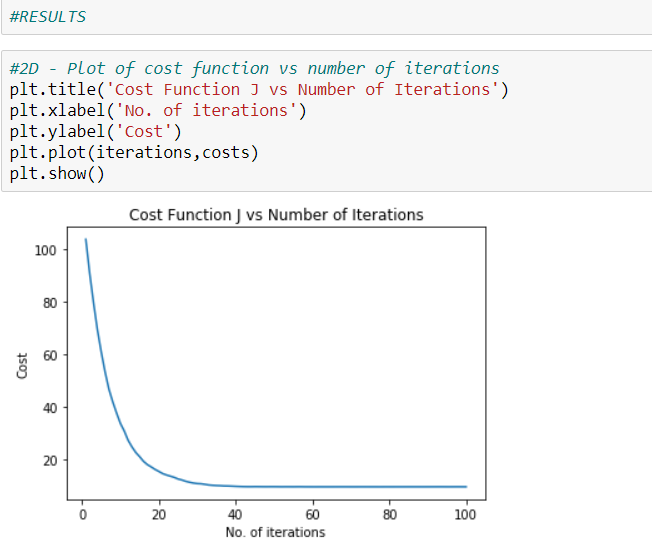 #RESULTS
#2D - Plot of cost function vs number of iterations
plt.title('Cost Function J vs Number of Iterations')
plt.xlabel('No. of iterations')
plt.ylabel('Cost')
plt.plot(iterations,costs)
plt.show()
Cost Function J vs Number of Iterations
100
80
60
40
20
Cost
0 20 40 60 80 100
No. of iterations